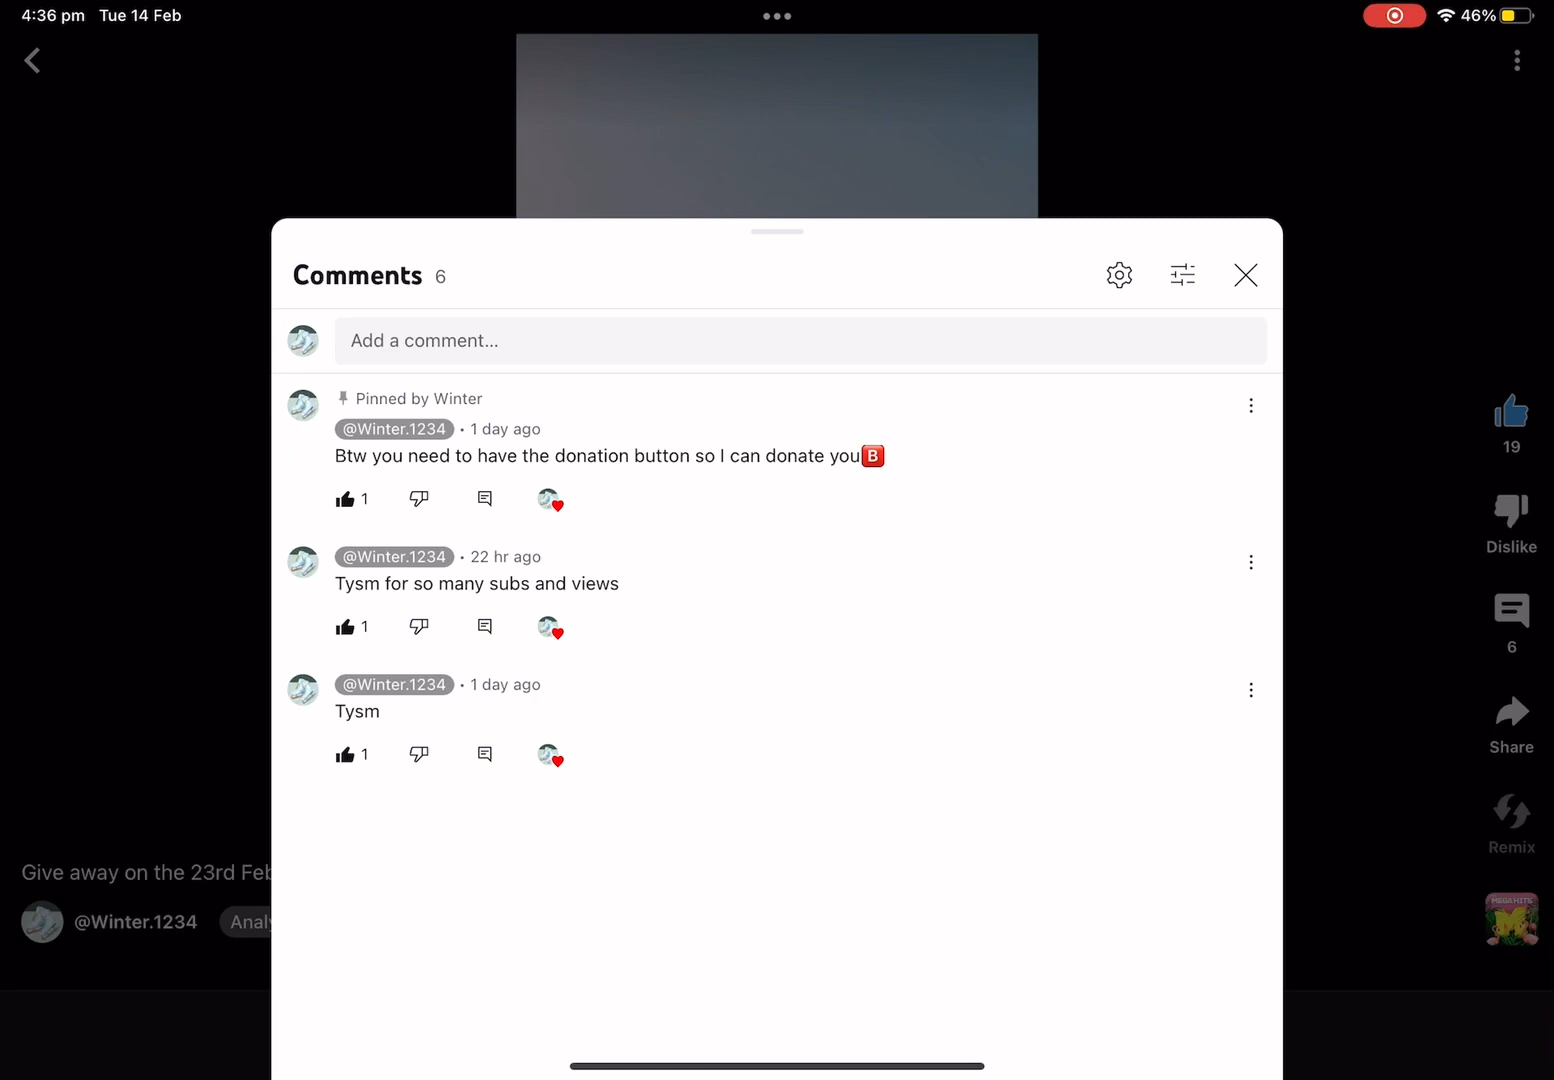 4:36 pm Tue 14 Feb
46%
Comments 6
Add a comment...
Pinned by Winter
@Winter.1234 • 1 day ago
Btw you need to have the donation button so I can donate you🅱️
1
@Winter.1234 • 22 hr ago
Tysm for so many subs and views
1
@Winter.1234 • 1 day ago
Tysm
1
19
Dislike
6
Share
Remix
MEGA HITS
Give away on the 23rd Feb
@Winter.1234
Analy